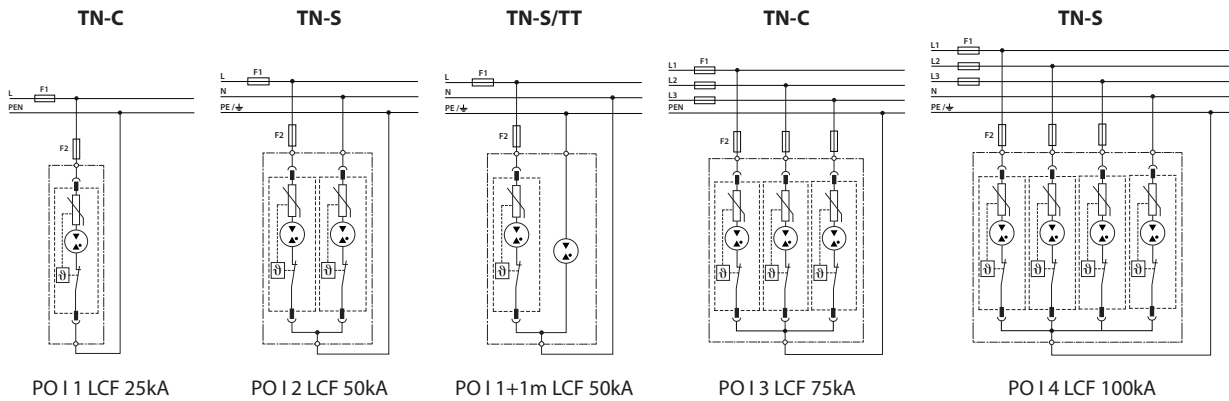 TN-C
TN-S
TN-S/TT
TN-C
TN-S
L
F1
PEN
F2
ϑ
PO I 1 LCF 25kA
L
F1
N
PE/⏚
F2
ϑ
ϑ
PO I 2 LCF 50kA
L
F1
N
PE/⏚
F2
ϑ
PO I 1+1m LCF 50kA
L1
F1
L2
L3
PEN
F2
ϑ
ϑ
ϑ
PO I 3 LCF 75kA
L1
F1
L2
L3
N
PE/⏚
F2
ϑ
ϑ
ϑ
ϑ
PO I 4 LCF 100kA